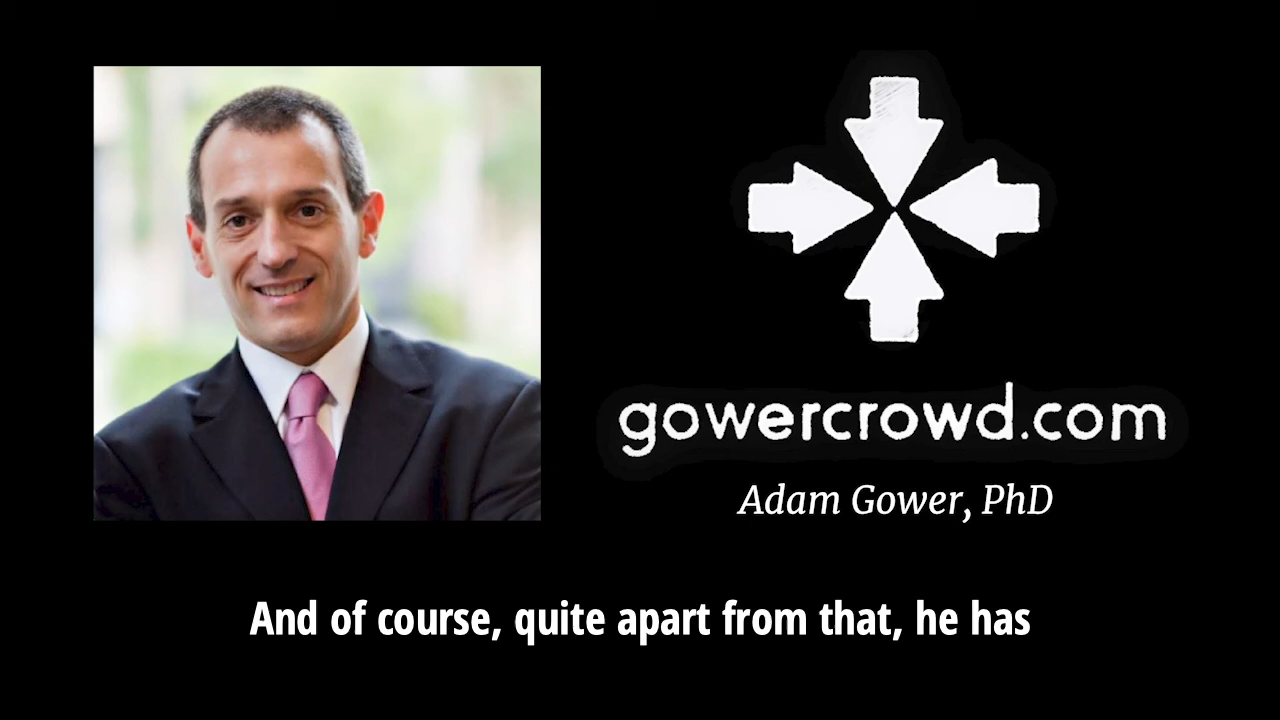 gowercrowd.com
Adam Gower, PhD
And of course, quite apart from that, he has